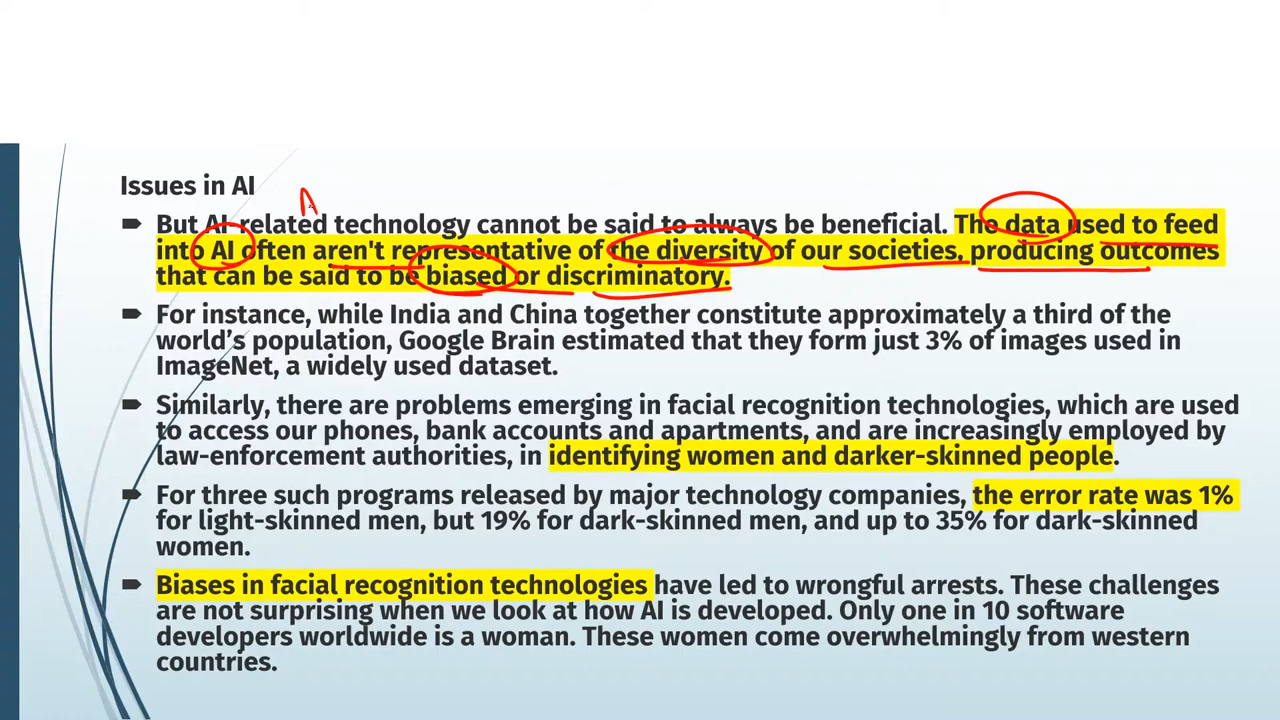 Issues in AI
But AI-related technology cannot be said to always be beneficial. The data used to feed
into AI often aren't representative of the diversity of our societies, producing outcomes
that can be said to be biased or discriminatory.
For instance, while India and China together constitute approximately a third of the
world’s population, Google Brain estimated that they form just 3% of images used in
ImageNet, a widely used dataset.
Similarly, there are problems emerging in facial recognition technologies, which are used
to access our phones, bank accounts and apartments, and are increasingly employed by
law-enforcement authorities, in identifying women and darker-skinned people.
For three such programs released by major technology companies, the error rate was 1%
for light-skinned men, but 19% for dark-skinned men, and up to 35% for dark-skinned
women.
Biases in facial recognition technologies have led to wrongful arrests. These challenges
are not surprising when we look at how AI is developed. Only one in 10 software
developers worldwide is a woman. These women come overwhelmingly from western
countries.